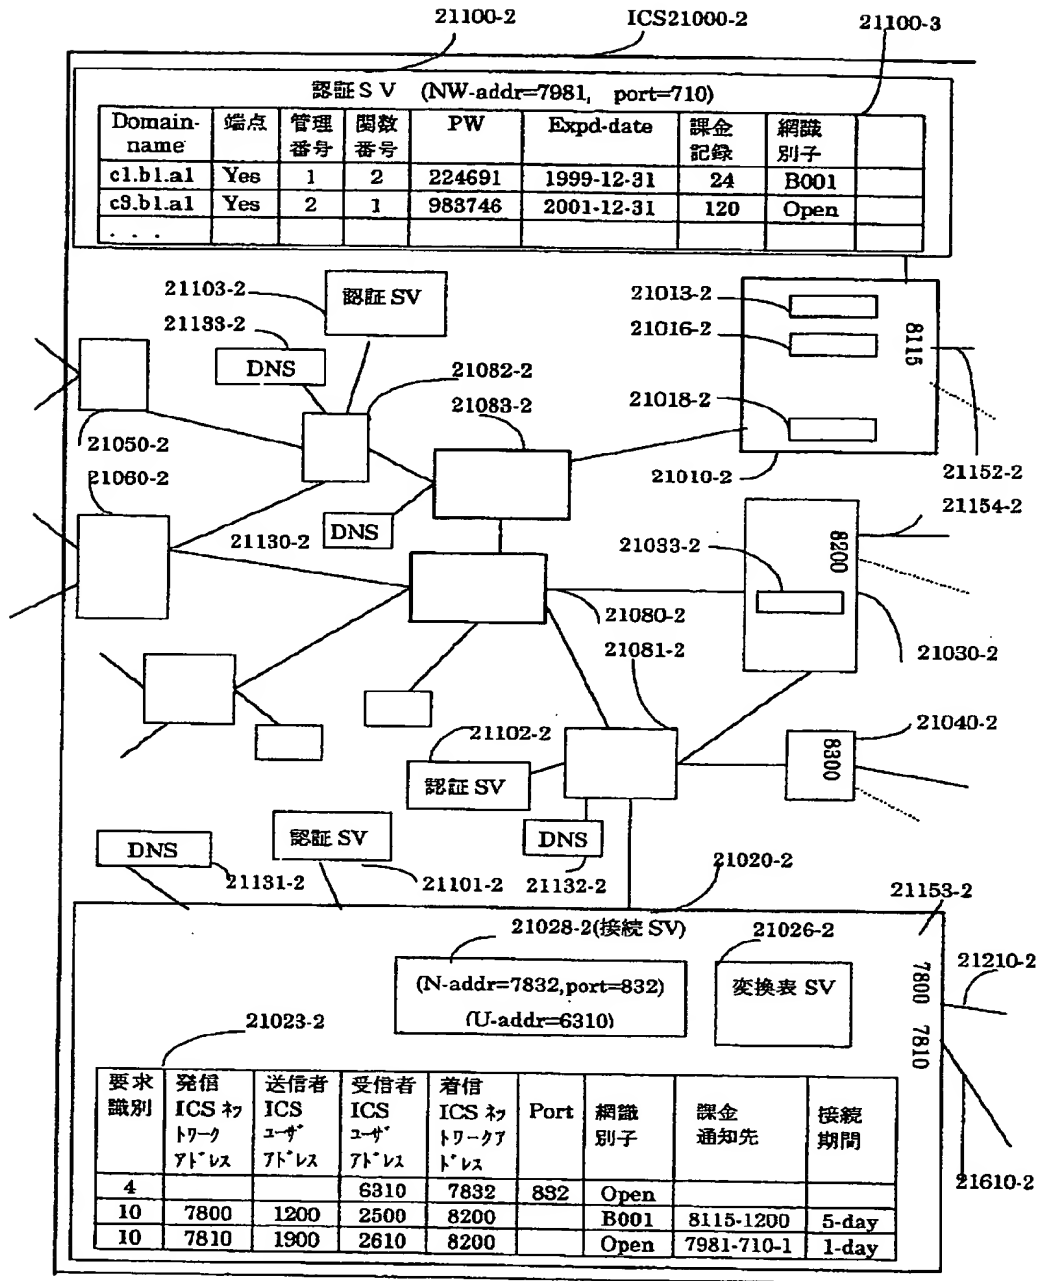 21100-2
ICS21000-2
21100-3
認証SV (NW-addr=7981, port=710)
Domain-name 端点 管理番号 関数番号 PW Expd-date 課金記録 網識別子
c1.b1.a1 Yes 1 2 224691 1999-12-31 24 B001
c9.b1.a1 Yes 2 1 983746 2001-12-31 120 Open
. . .
21103-2
認証 SV
21133-2
DNS
21013-2
21016-2
8115
21082-2
21083-2
21018-2
21050-2
21060-2
21010-2
21152-2
21130-2
DNS
21154-2
21033-2
8200
21080-2
21081-2
21030-2
21102-2
認証 SV
21040-2
8300
DNS
認証 SV
DNS
21131-2
21101-2
21132-2
21020-2
21153-2
21028-2(接続 SV)
21026-2
(N-addr=7832,port=832)
(U-addr=6310)
変換表 SV
7800 7810
21210-2
21023-2
要求識別 発信ICS ネットワークアドレス 送信者ICSユーザアドレス 受信者ICSユーザアドレス 着信ICS ネットワークアドレス Port 網識別子 課金通知先 接続期間
4 6310 7832 832 Open
10 7800 1200 2500 8200 B001 8115-1200 5-day
10 7810 1900 2610 8200 Open 7981-710-1 1-day
21610-2